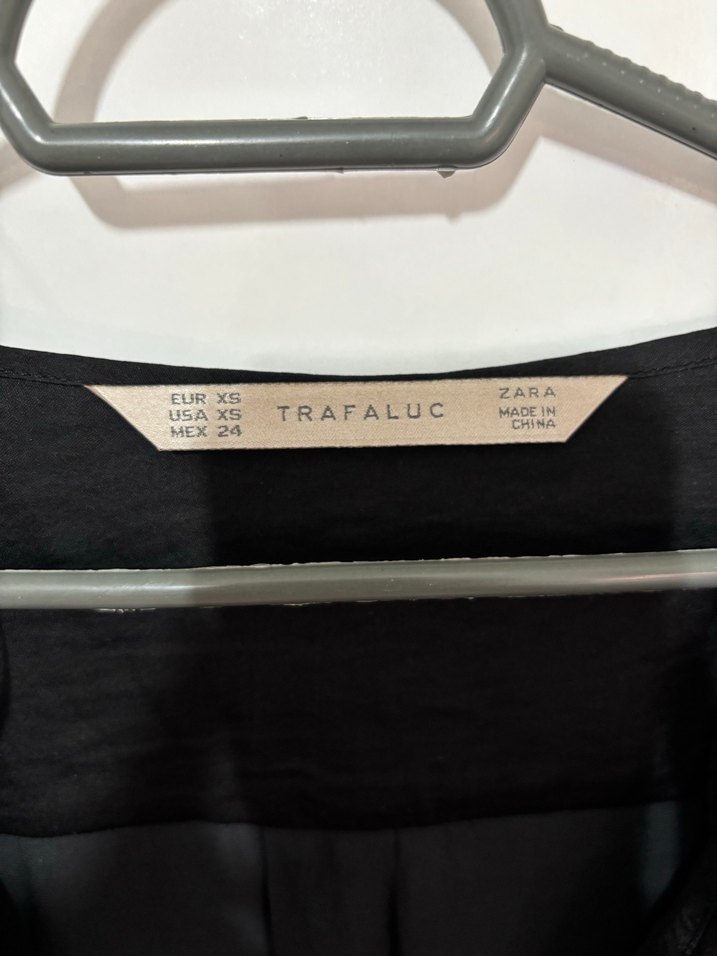 EUR XS
USA XS
MEX 24
TRAFALUC
ZARA
MADE IN
CHINA